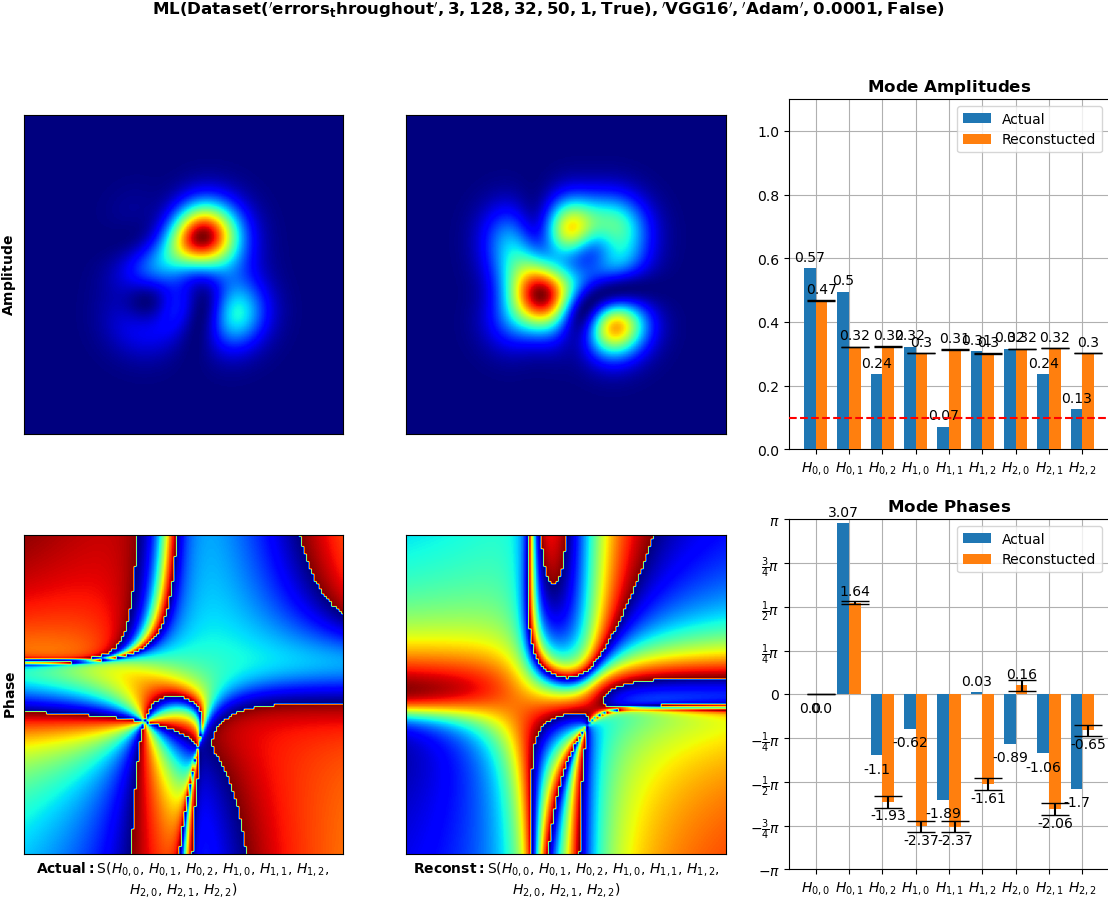 ML(Dataset('errors_throughout', 3, 128, 32, 50, 1, True), 'VGG16', 'Adam', 0.0001, False)
Mode Amplitudes
Amplitude
1.0
0.8
0.6
0.4
0.2
0.0
Actual
Reconstucted
0.57
0.47
0.5
0.32
0.24
0.32
0.32
0.3
0.07
0.31
0.31
0.3
0.32
0.32
0.24
0.32
0.13
0.3
H0,0 H0,1 H0,2 H1,0 H1,1 H1,2 H2,0 H2,1 H2,2
Mode Phases
Phase
π
3/4π
1/2π
1/4π
0
−1/4π
−1/2π
−3/4π
−π
Actual
Reconstucted
0.0
0.0
3.07
1.64
-1.1
-1.93
-0.62
-2.37
-1.89
-2.37
0.03
-1.61
-0.89
0.16
-1.06
-2.06
-1.7
-0.65
H0,0 H0,1 H0,2 H1,0 H1,1 H1,2 H2,0 H2,1 H2,2
Actual: S(H0,0, H0,1, H0,2, H1,0, H1,1, H1,2,
H2,0, H2,1, H2,2)
Reconst: S(H0,0, H0,1, H0,2, H1,0, H1,1, H1,2,
H2,0, H2,1, H2,2)